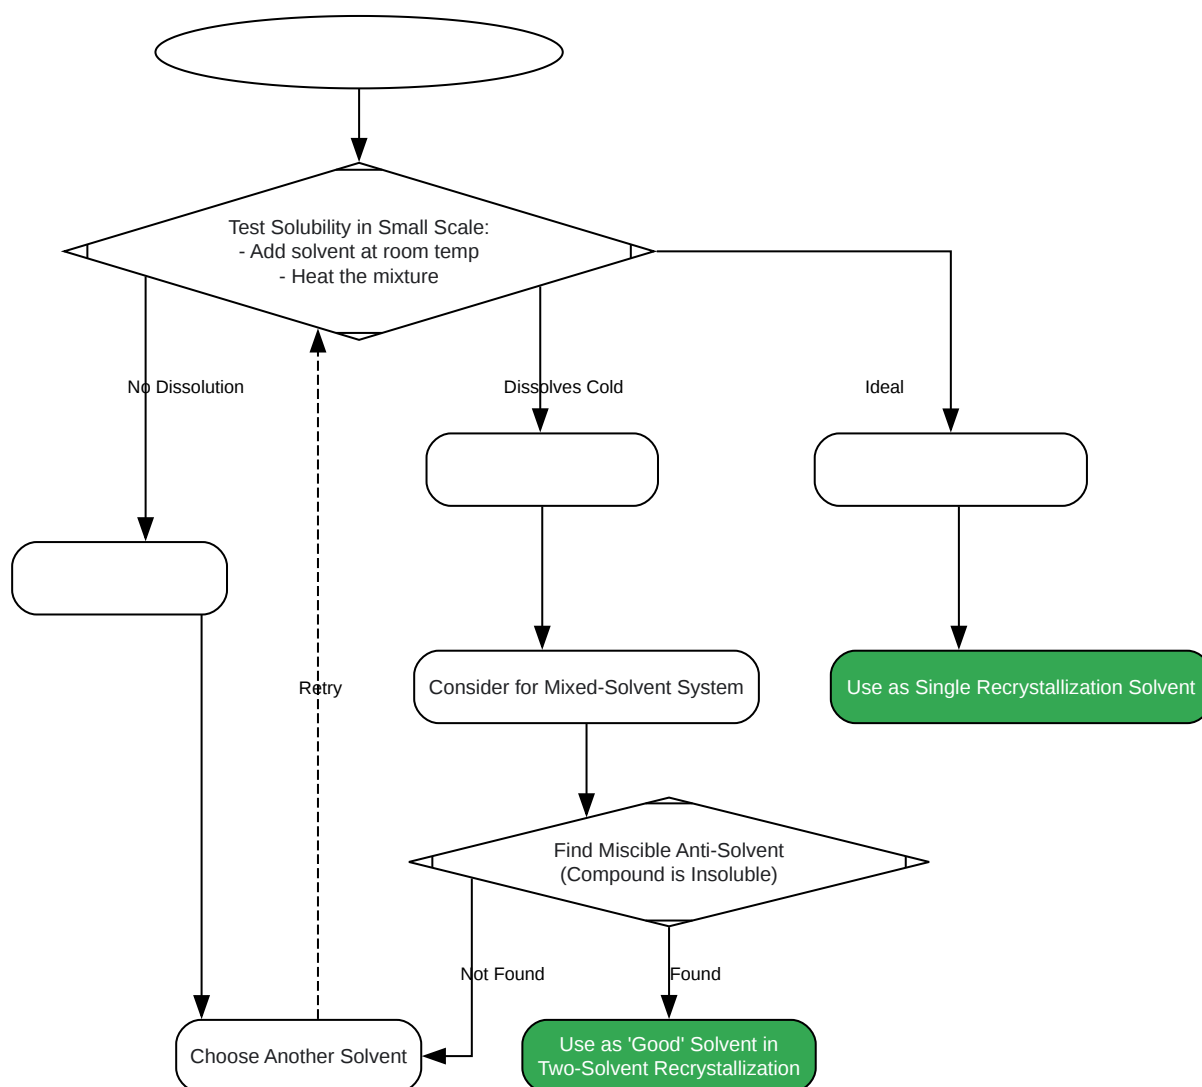 Test Solubility in Small Scale:
- Add solvent at room temp
- Heat the mixture
No Dissolution
Dissolves Cold
Ideal
Retry
Consider for Mixed-Solvent System
Use as Single Recrystallization Solvent
Find Miscible Anti-Solvent
(Compound is Insoluble)
Not Found
Found
Choose Another Solvent
Use as 'Good' Solvent in
Two-Solvent Recrystallization